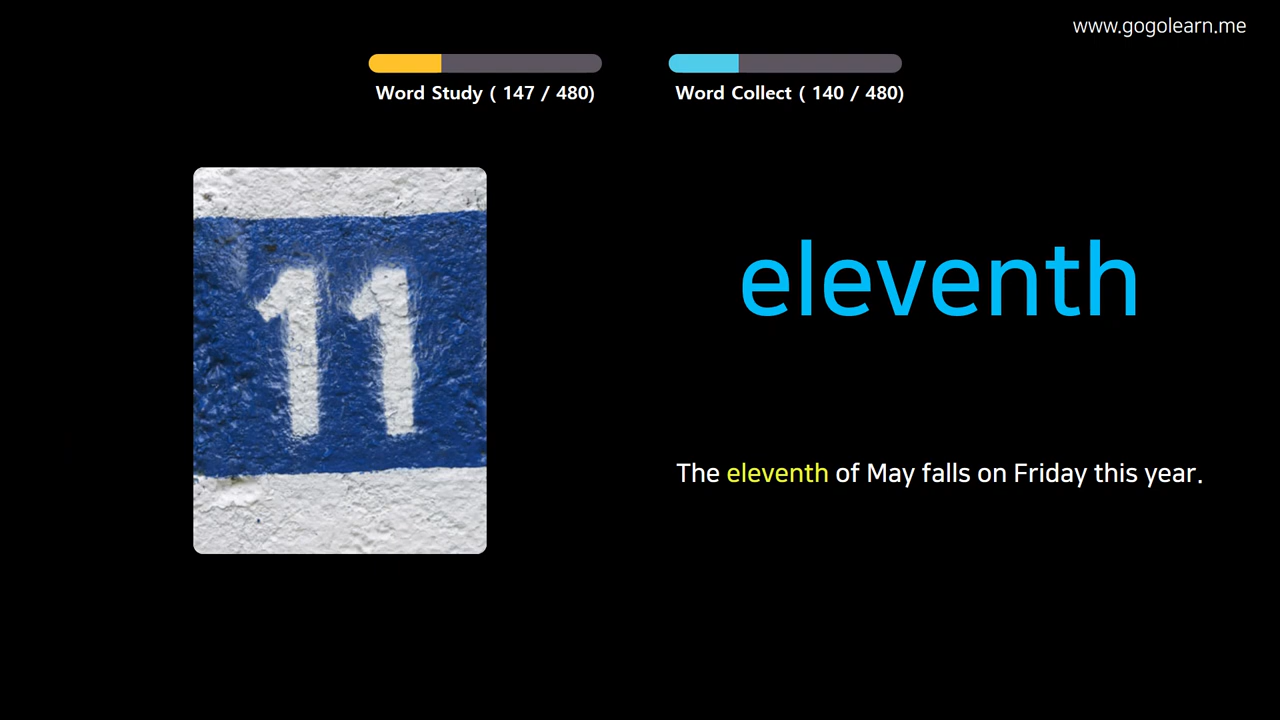 www.gogolearn.me
Word Study ( 147 / 480)
Word Collect ( 140 / 480)
11
eleventh
The eleventh of May falls on Friday this year.